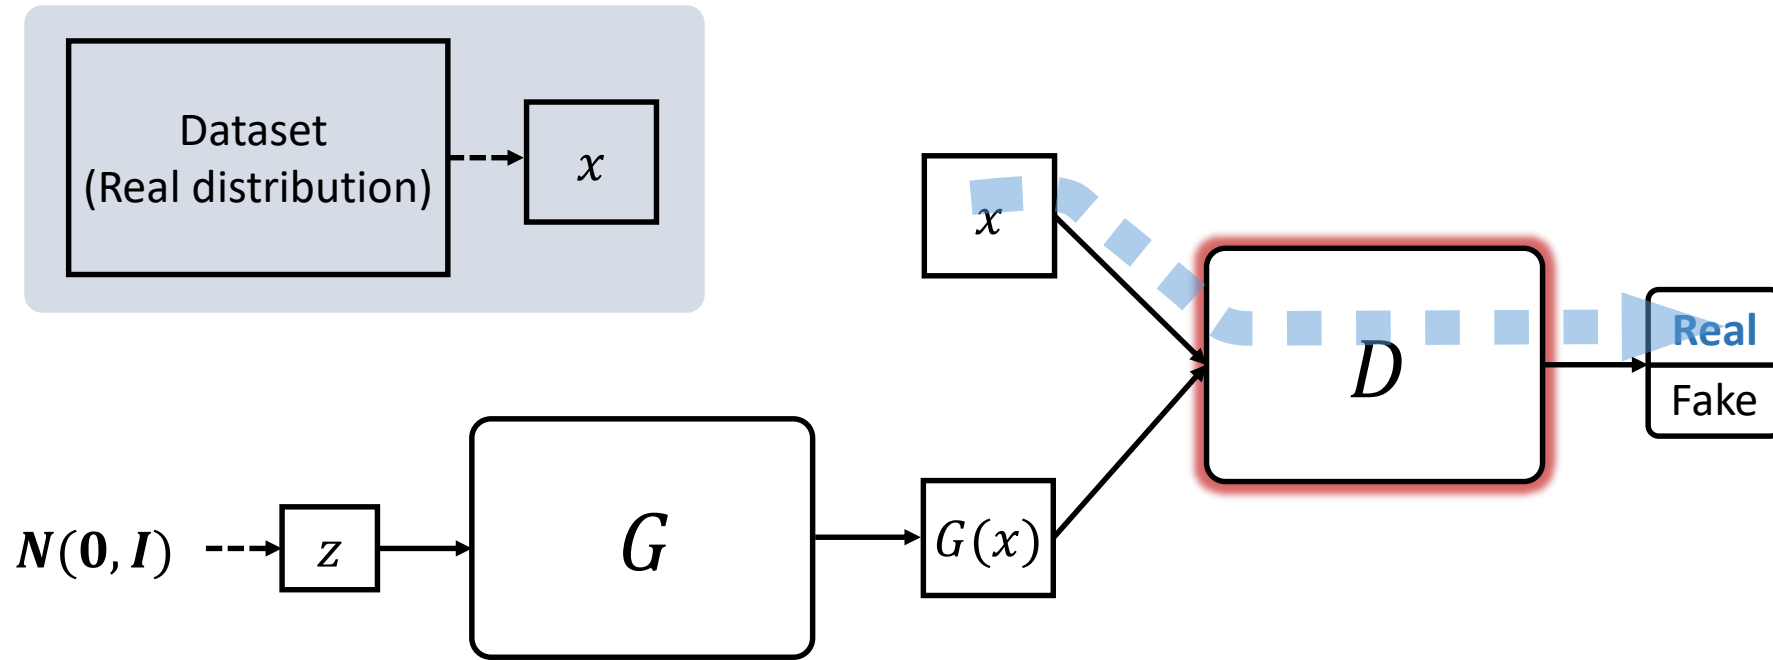 Dataset
(Real distribution)
x
x
D
Real
Fake
N(0, I)
z
G
G(x)